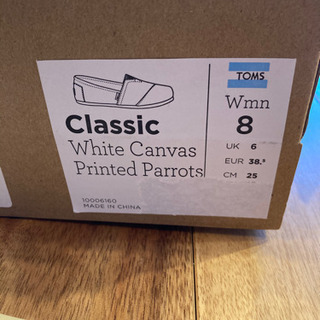 TOMS
Classic
White Canvas
Printed Parrots
10006160
MADE IN CHINA
Wmn
8
UK 6
EUR 38.⁵
CM 25